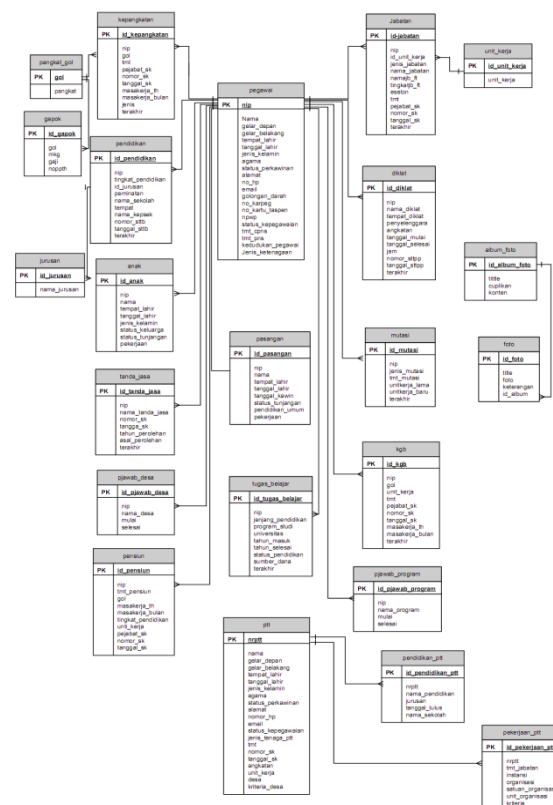 kepangkatan
PK id_kepangkatan
nip
gol
tmt
pejabat_sk
nomor_sk
tanggal_sk
masakerja_th
masakerja_bulan
jenis
terakhir
pangkat_gol
PK gol
pangkat
gapok
PK id_gapok
gol
mkg
gaji
noppth
pendidikan
PK id_pendidikan
nip
tingkat_pendidikan
id_jurusan
peminatan
nama_sekolah
tempat
nama_kepsek
nomor_sttb
tanggal_sttb
terakhir
jurusan
PK id_jurusan
nama_jurusan
anak
PK id_anak
nip
nama
tempat_lahir
tanggal_lahir
jenis_kelamin
status_keluarga
status_tunjangan
pekerjaan
tanda_jasa
PK id_tanda_jasa
nip
nama_tanda_jasa
nomor_sk
tangga_sk
tahun_perolehan
asal_perolehan
terakhir
pjawab_desa
PK id_pjawab_desa
nip
nama_desa
mulai
selesai
pensiun
PK id_pensiun
nip
tmt_pensiun
gol
masakerja_th
masakerja_bulan
tingkat_pendidikan
unit_kerja
pejabat_sk
nomor_sk
tanggal_sk
pegawai
PK nip
Nama
gelar_depan
gelar_belakang
tempat_lahir
tanggal_lahir
jenis_kelamin
agama
status_perkawinan
alamat
no_hp
email
golongan_darah
no_karpeg
no_kartu_taspen
npwp
status_kepegawaian
tmt_cpns
tmt_pns
kedudukan_pegawai
Jenis_ketenagaan
pasangan
PK id_pasangan
nip
nama
tempat_lahir
tanggal_lahir
tanggal_kawin
status_tunjangan
pendidikan_umum
pekerjaan
tugas_belajar
PK id_tugas_belajar
nip
jenjang_pendidikan
program_studi
universitas
tahun_masuk
tahun_selesai
status_pendidikan
sumber_dana
terakhir
ptt
PK nrptt
nama
gelar_depan
gelar_belakang
tempat_lahir
tanggal_lahir
jenis_kelamin
agama
status_perkawinan
alamat
nomor_hp
email
status_kepegawaian
jenis_tenaga_ptt
tmt
nomor_sk
tanggal_sk
angkatan
unit_kerja
desa
kriteria_desa
Jabatan
PK id-jabatan
nip
id_unit_kerja
jenis_jabatan
nama_jabatan
namajb_ft
tingkatjb_ft
eselon
tmt
pejabat_sk
nomor_sk
tanggal_sk
terakhir
unit_kerja
PK id_unit_kerja
unit_kerja
diklat
PK id_diklat
nip
nama_diklat
tempat_diklat
penyelenggara
angkatan
tanggal_mulai
tanggal_selesai
jam
nomor_sttpp
tanggal_sttpp
terakhir
album_foto
PK id_album_foto
tittle
cuplikan
konten
mutasi
PK id_mutasi
nip
jenis_mutasi
tmt_mutasi
unitkerja_lama
unitkerja_baru
terakhir
foto
PK id_foto
title
foto
keterangan
id_album
kgb
PK id_kgb
nip
gol
unit_kerja
tmt
pejabat_sk
nomor_sk
tanggal_sk
masakerja_th
masakerja_bulan
terakhir
pjawab_program
PK id_pjawab_program
nip
nama_program
mulai
selesai
pendidikan_ptt
PK id_pendidikan_ptt
nrptt
nama_pendidikan
jurusan
tanggal_lulus
nama_sekolah
pekerjaan_ptt
PK id_pekerjaan_ptt
nrptt
tmt_jabatan
instansi
organisasi
satuan_organisasi
unit_organisasi
kriteria